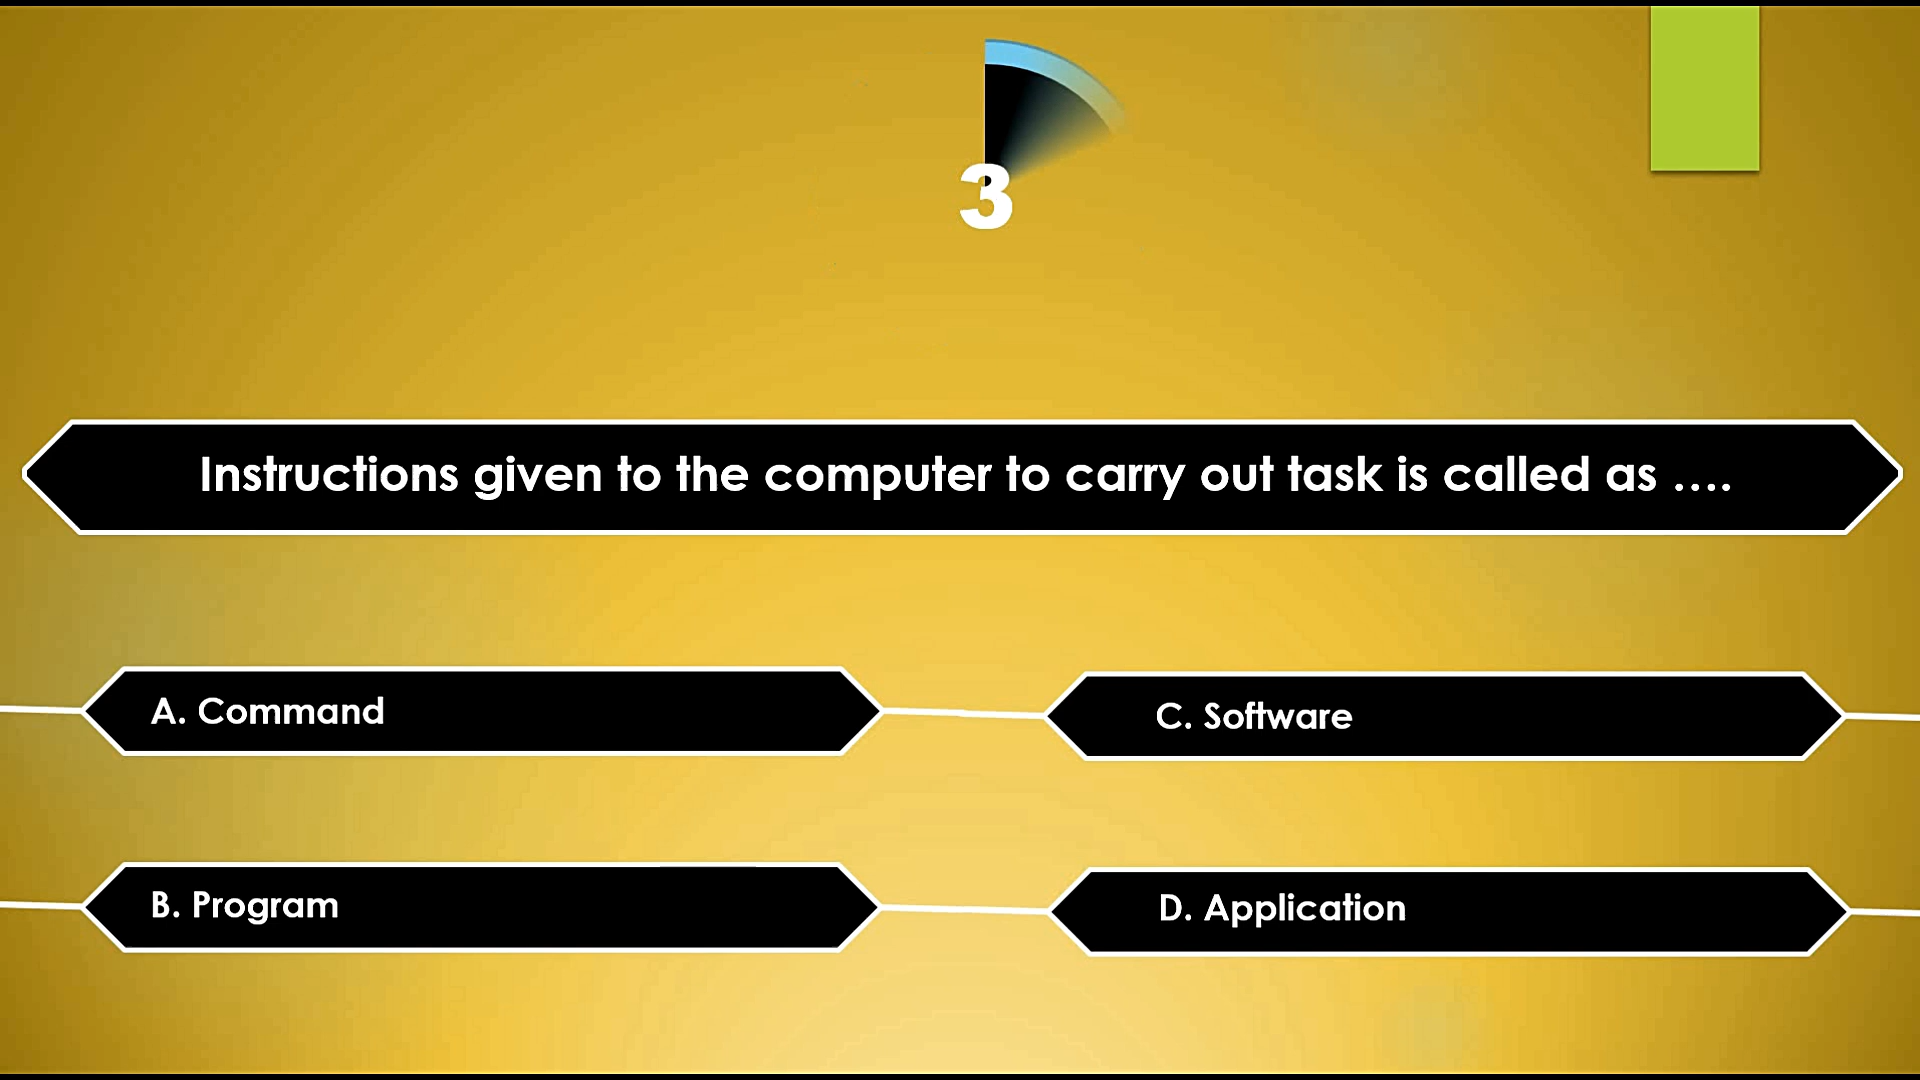 3
Instructions given to the computer to carry out task is called as ....
A. Command
C. Software
B. Program
D. Application